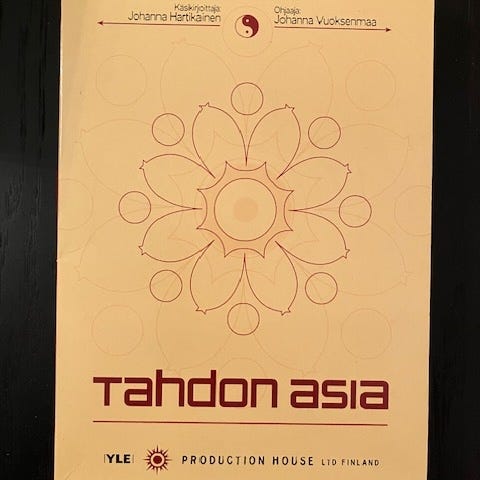 Käsikirjoittaja:
Johanna Hartikainen
Ohjaaja:
Johanna Vuoksenmaa
Tahdon asia
YLE PRODUCTION HOUSE LTD FINLAND